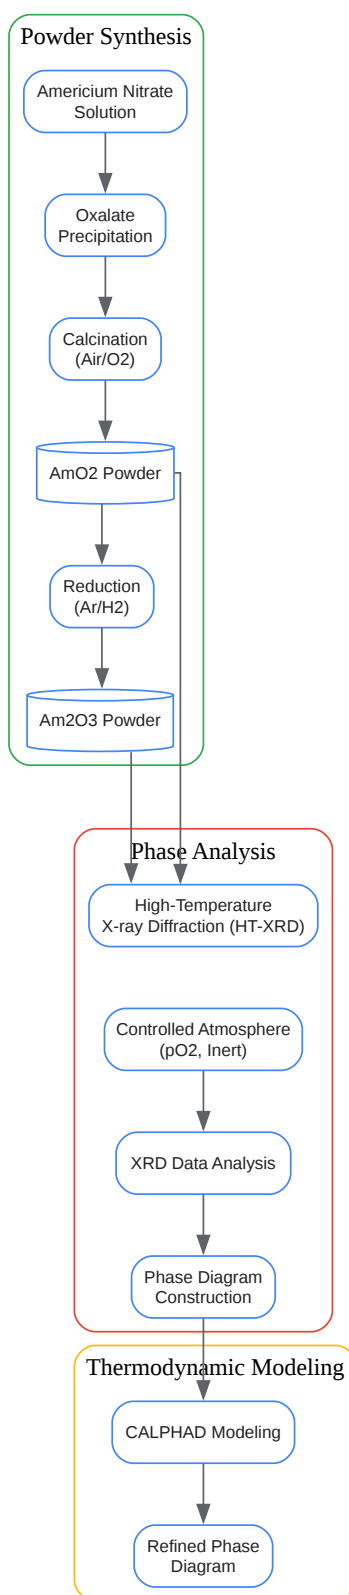 Powder Synthesis
Americium Nitrate
Solution
Oxalate
Precipitation
Calcination
(Air/O2)
AmO2 Powder
Reduction
(Ar/H2)
Am2O3 Powder
Phase Analysis
High-Temperature
X-ray Diffraction (HT-XRD)
Controlled Atmosphere
(pO2, Inert)
XRD Data Analysis
Phase Diagram
Construction
Thermodynamic Modeling
CALPHAD Modeling
Refined Phase
Diagram